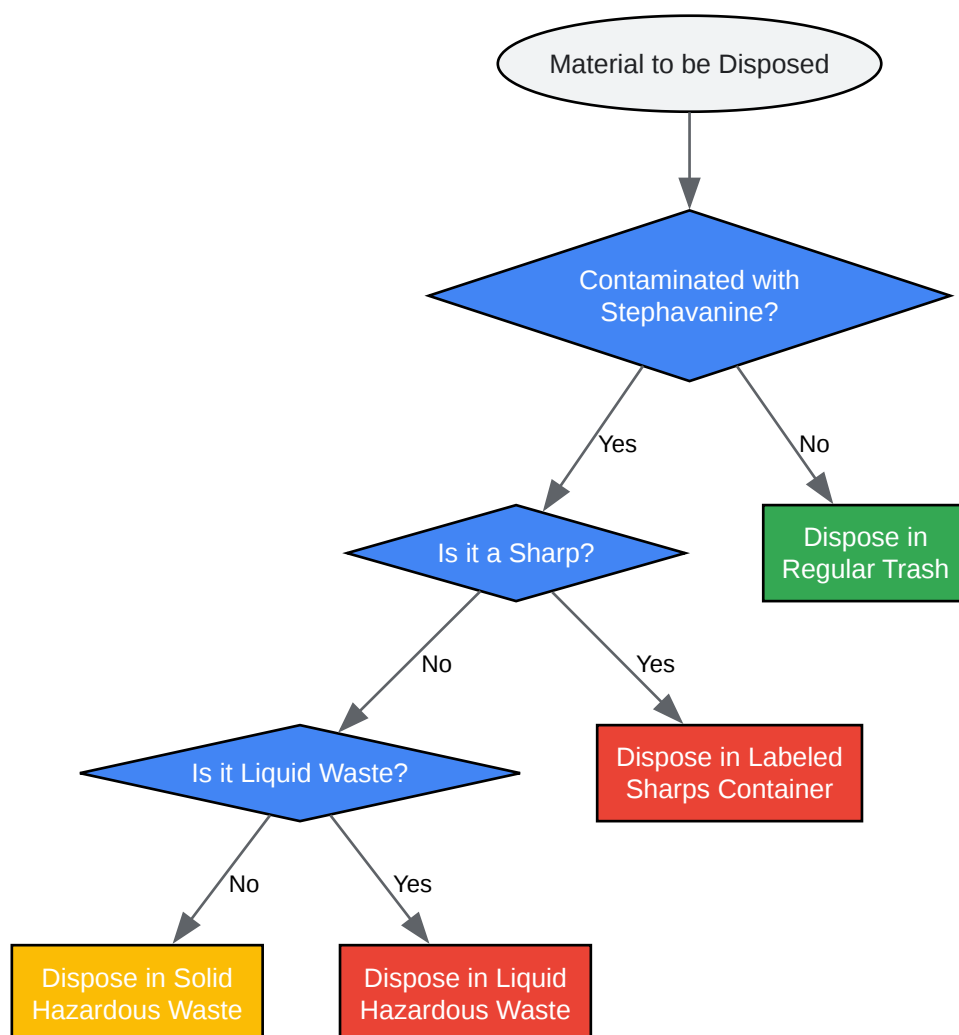 Material to be Disposed
Contaminated with
Stephavanine?
Yes
No
Is it a Sharp?
Dispose in
Regular Trash
No
Yes
Is it Liquid Waste?
Dispose in Labeled
Sharps Container
No
Yes
Dispose in Solid
Hazardous Waste
Dispose in Liquid
Hazardous Waste